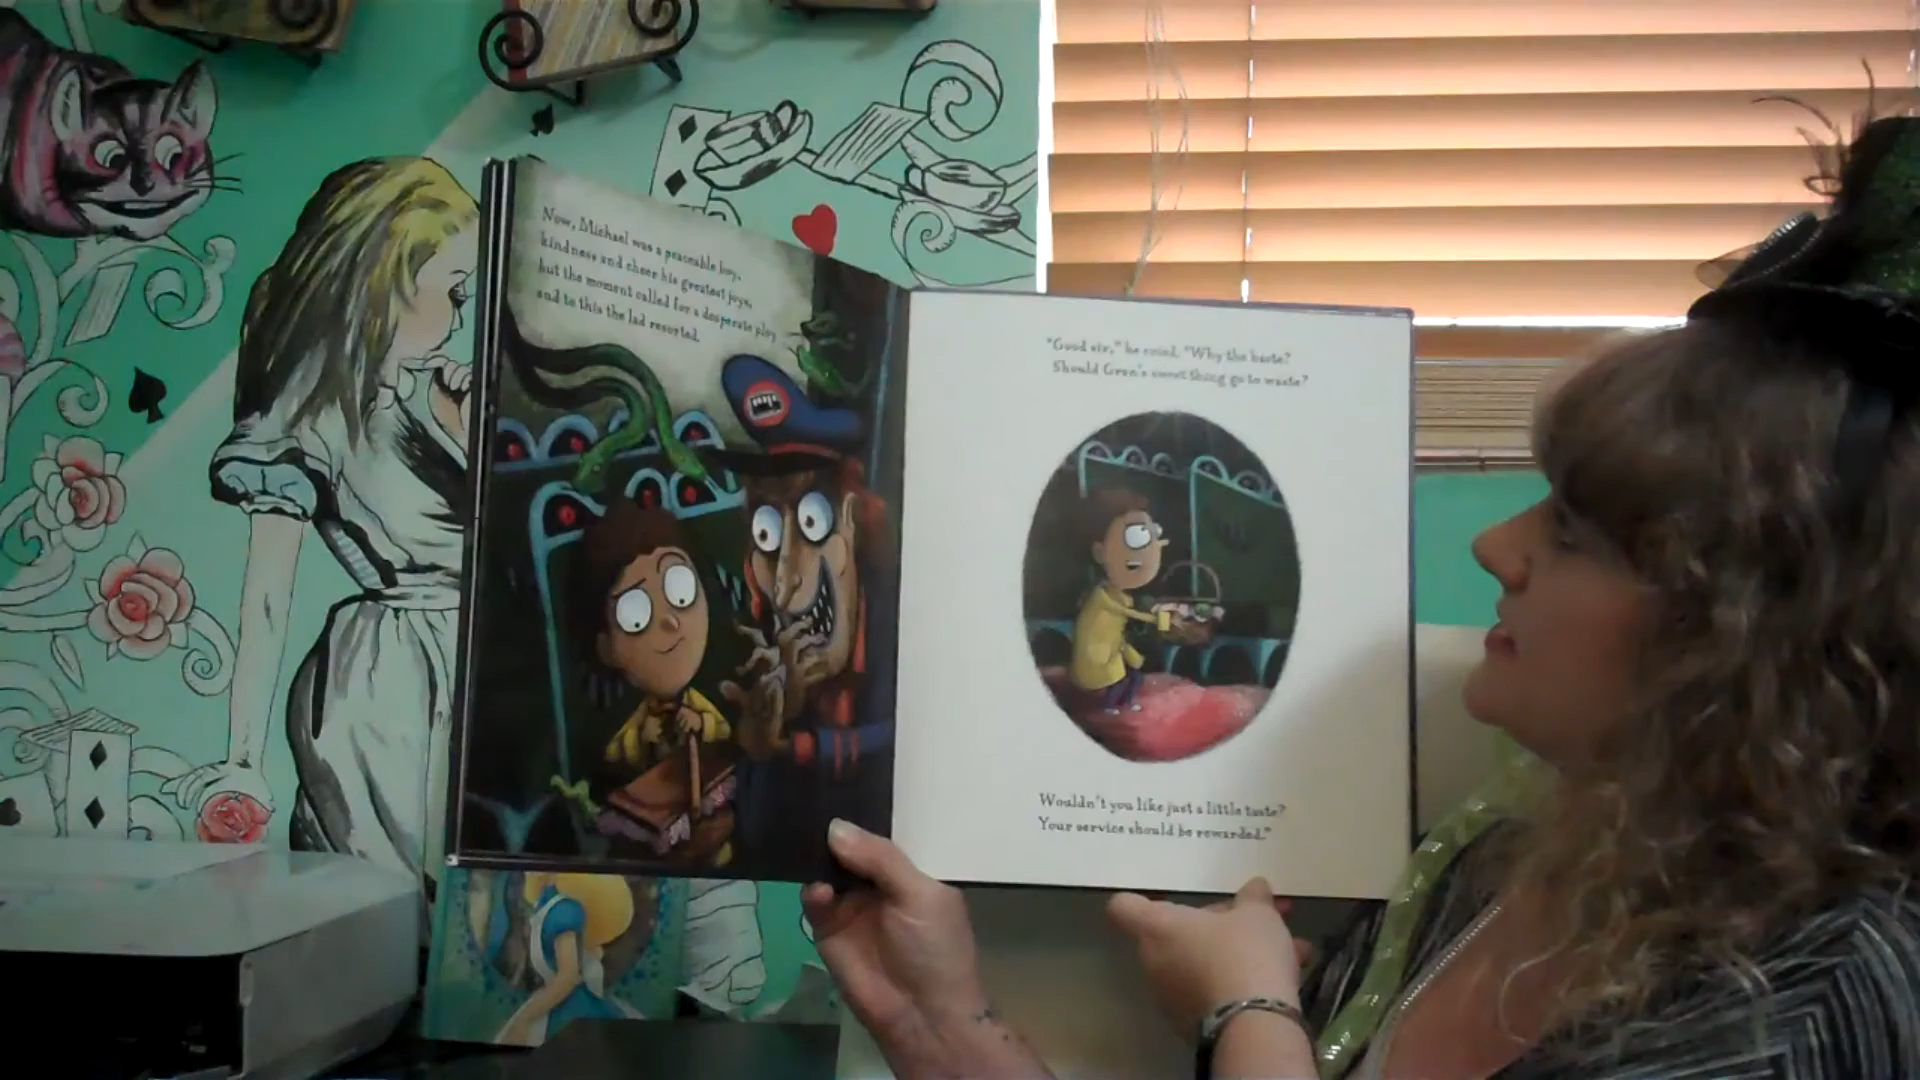 Now, Michael was a peaceable boy,
kindness and cheer his greatest joys,
but the moment called for a desperate ploy
and to this the lad resorted.
"Good sir," he cried. "Why the haste?
Should Gran's sweet thing go to waste?
Wouldn't you like just a little taste?
Your service should be rewarded."